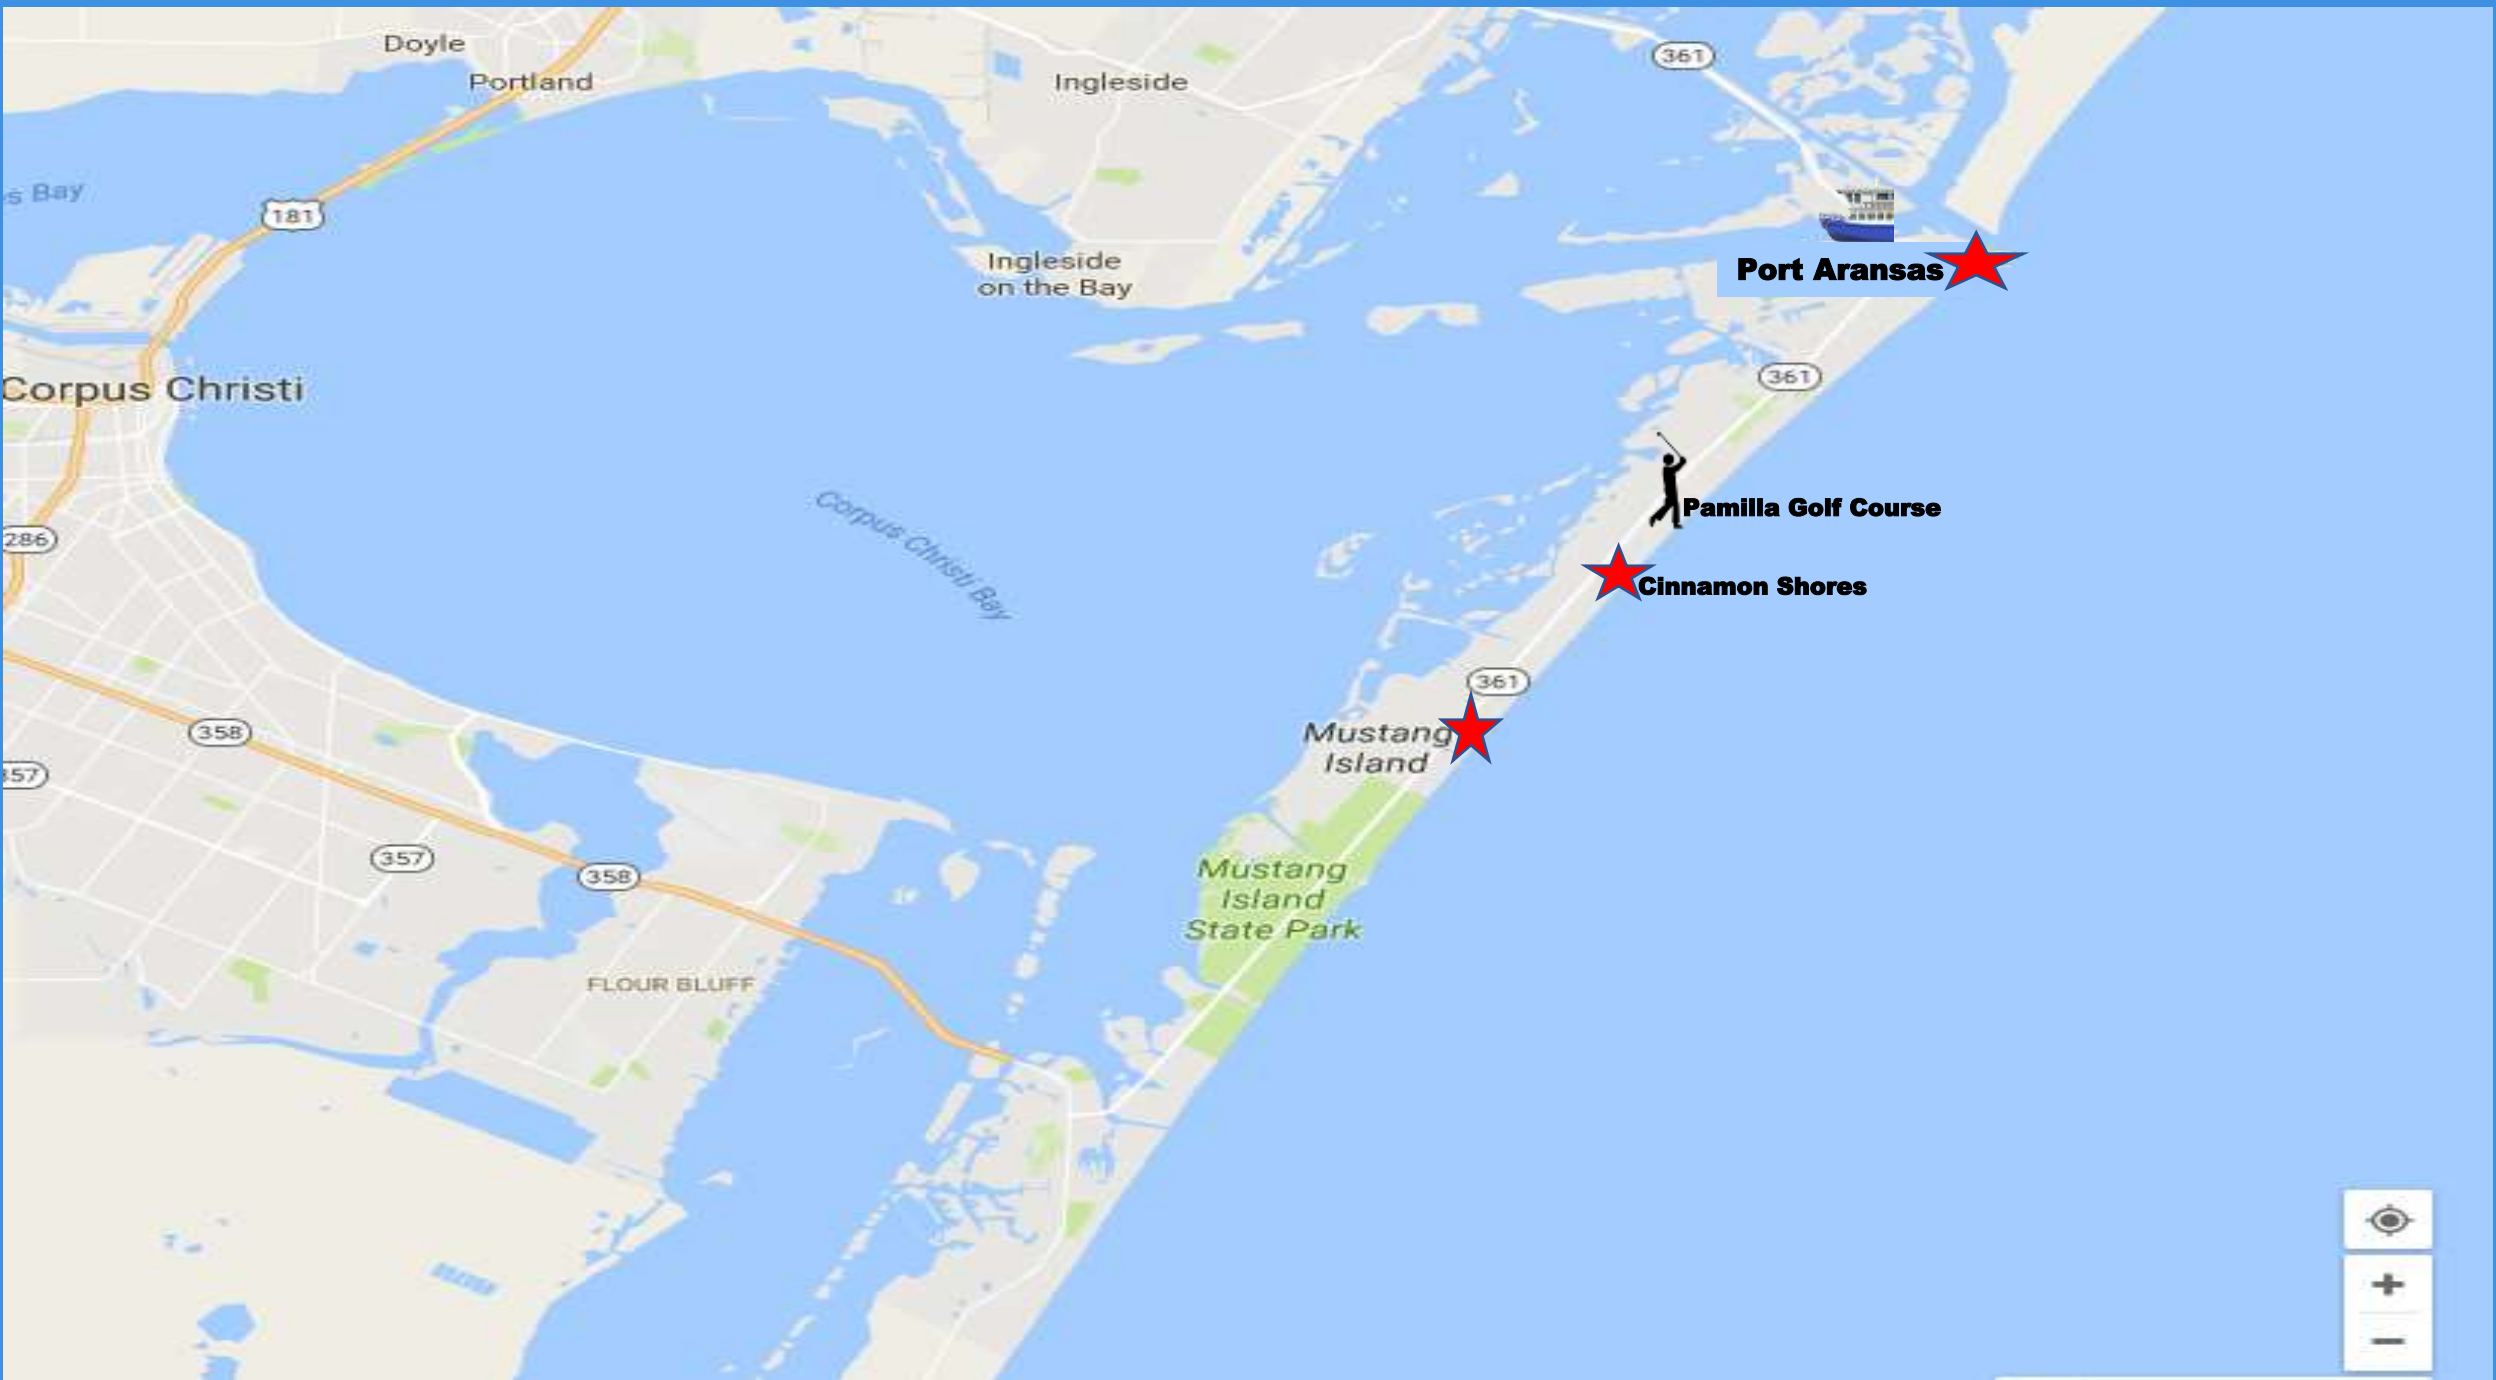 Doyle
Portland
Ingleside
361
s Bay
181
Ingleside
on the Bay
Port Aransas
Corpus Christi
361
Corpus Christi Bay
Pamilla Golf Course
286
Cinnamon Shores
361
358
Mustang
Island
357
357
358
Mustang
Island
State Park
FLOUR BLUFF